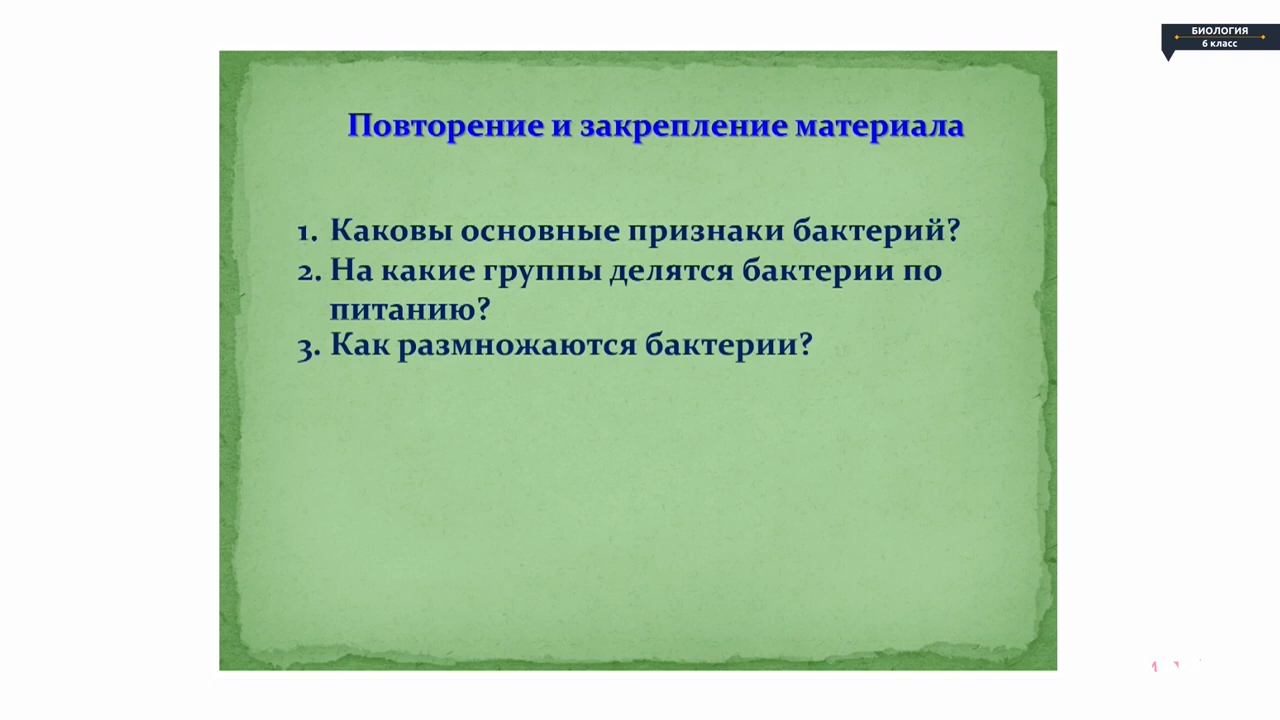 БИОЛОГИЯ
6 класс
Повторение и закрепление материала
1. Каковы основные признаки бактерий?
2. На какие группы делятся бактерии по
питанию?
3. Как размножаются бактерии?